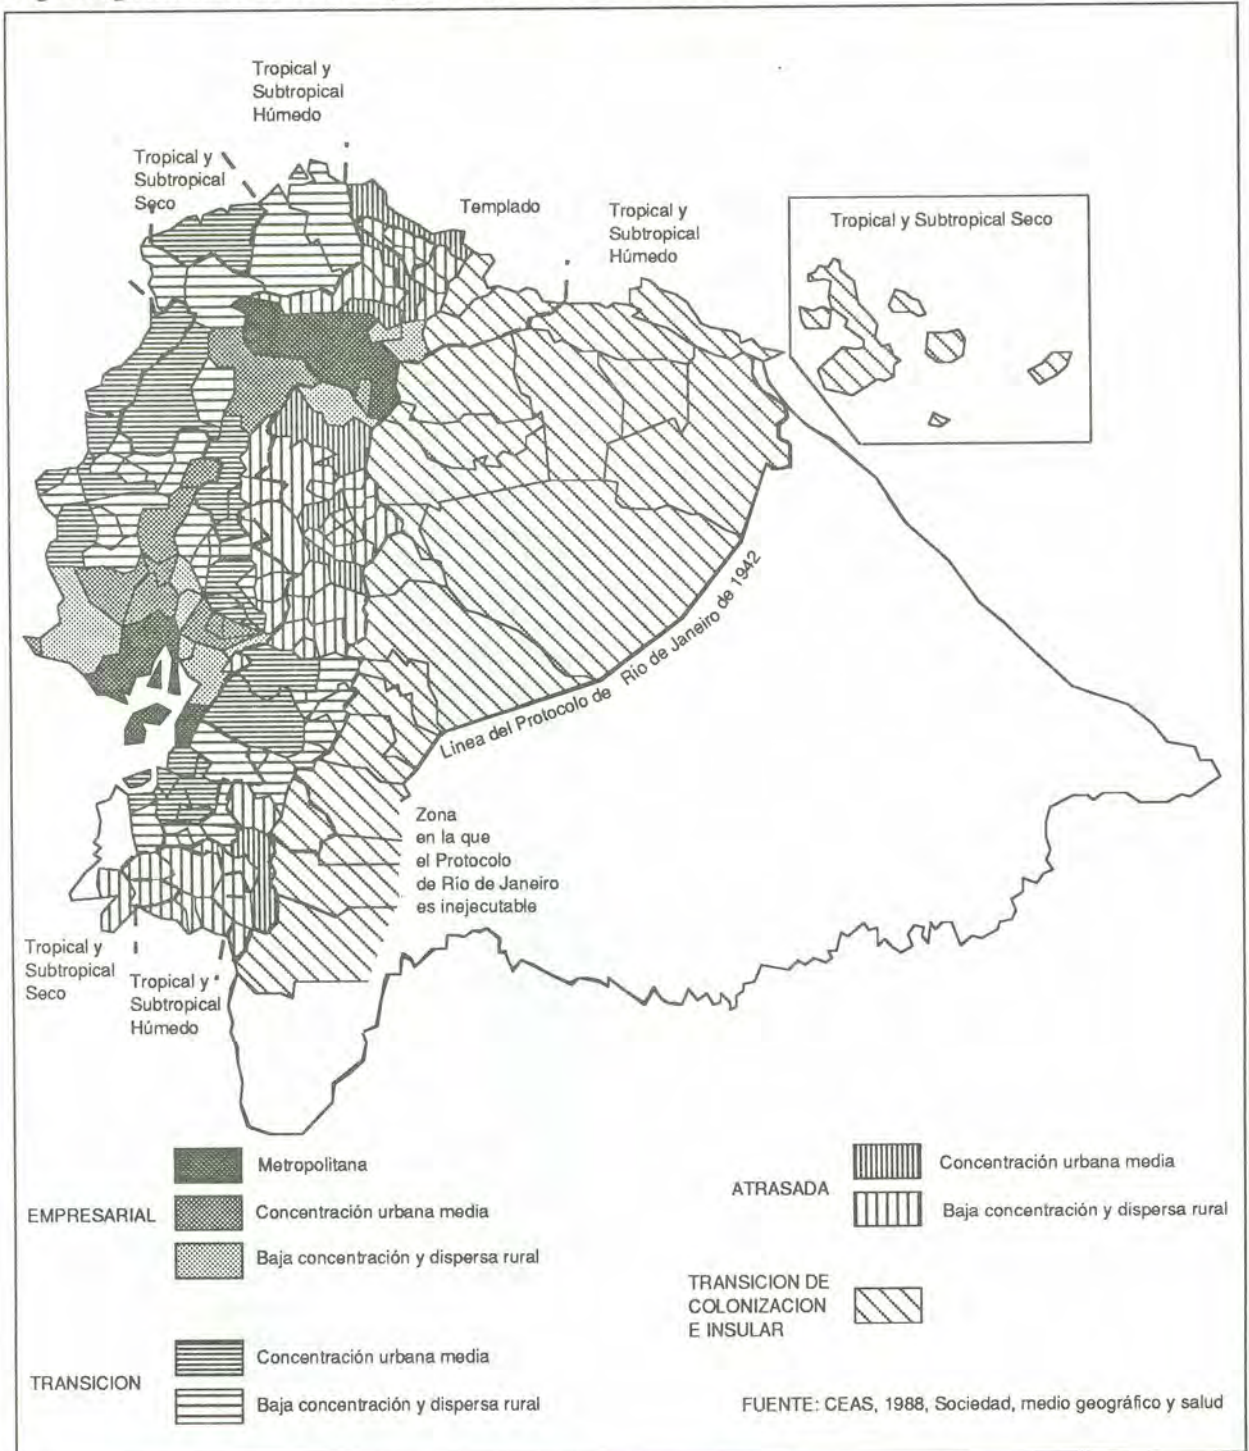 Tropical y
Subtropical
Húmedo
Tropical y
Subtropical
Seco
Templado
Tropical y
Subtropical
Húmedo
Tropical y Subtropical Seco
Linea del Protocolo de Río de Janeiro de 1942
Zona
en la que
el Protocolo
de Río de Janeiro
es inejecutable
Tropical y
Subtropical
Seco
Tropical y
Subtropical
Húmedo
EMPRESARIAL
Metropolitana
Concentración urbana media
Baja concentración y dispersa rural
TRANSICION
Concentración urbana media
Baja concentración y dispersa rural
ATRASADA
Concentración urbana media
Baja concentración y dispersa rural
TRANSICION DE
COLONIZACION
E INSULAR
FUENTE: CEAS, 1988, Sociedad, medio geográfico y salud